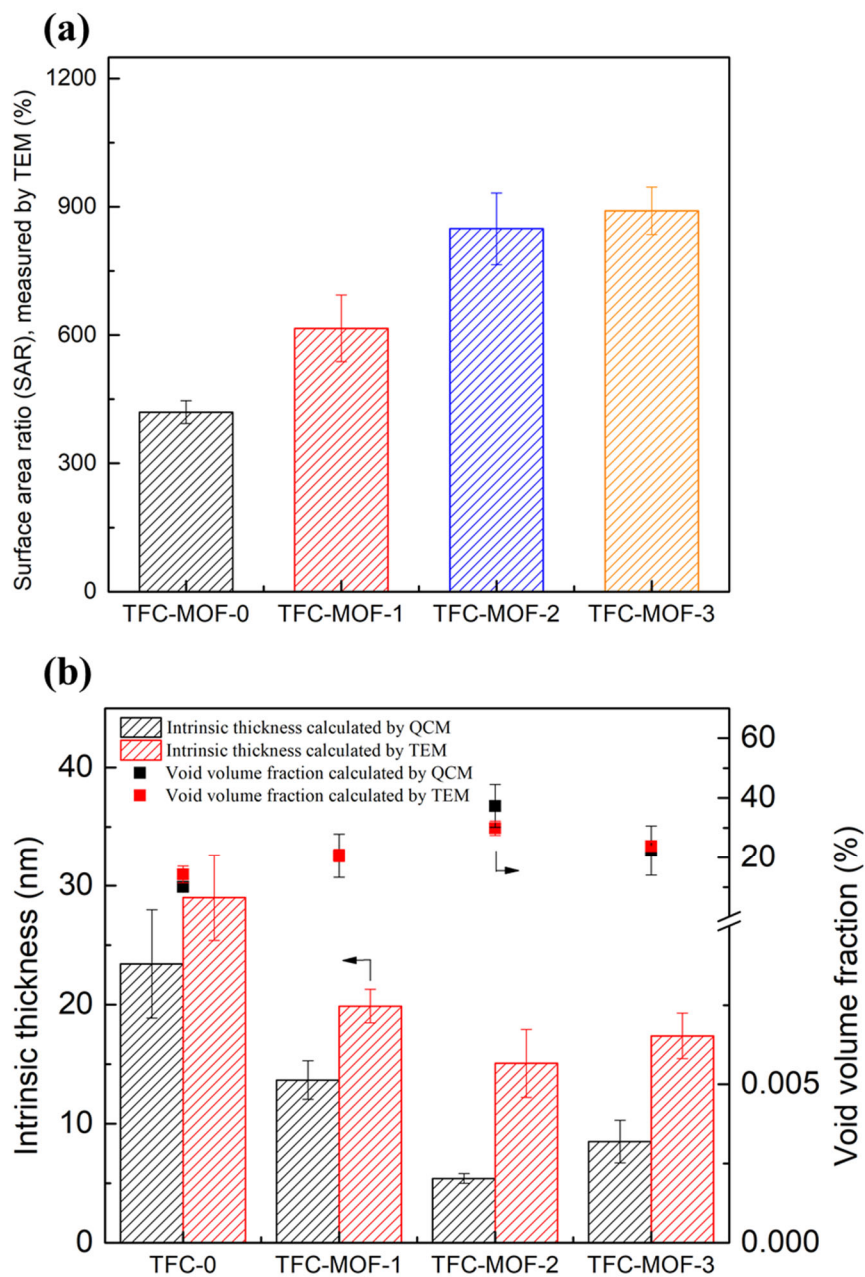 (a)
Surface area ratio (SAR), measured by TEM (%)
1200
900
600
300
0
TFC-MOF-0 TFC-MOF-1 TFC-MOF-2 TFC-MOF-3
(b)
Intrinsic thickness calculated by QCM
Intrinsic thickness calculated by TEM
Void volume fraction calculated by QCM
Void volume fraction calculated by TEM
Intrinsic thickness (nm)
40
30
20
10
0
60
40
20
0.005
0.000
Void volume fraction (%)
TFC-0 TFC-MOF-1 TFC-MOF-2 TFC-MOF-3